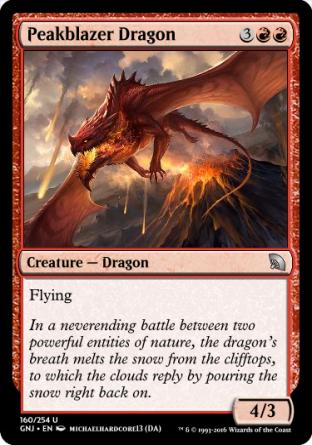 Peakblazer Dragon 3
Creature — Dragon
Flying
In a neverending battle between two
powerful entities of nature, the dragon's
breath melts the snow from the clifftops,
to which the clouds reply by pouring the
snow right back on.
4/3
160/254 U
GNJ • EN MICHAELHARDCORE13 (DA) ™ & © 1993-2016 Wizards of the Coast